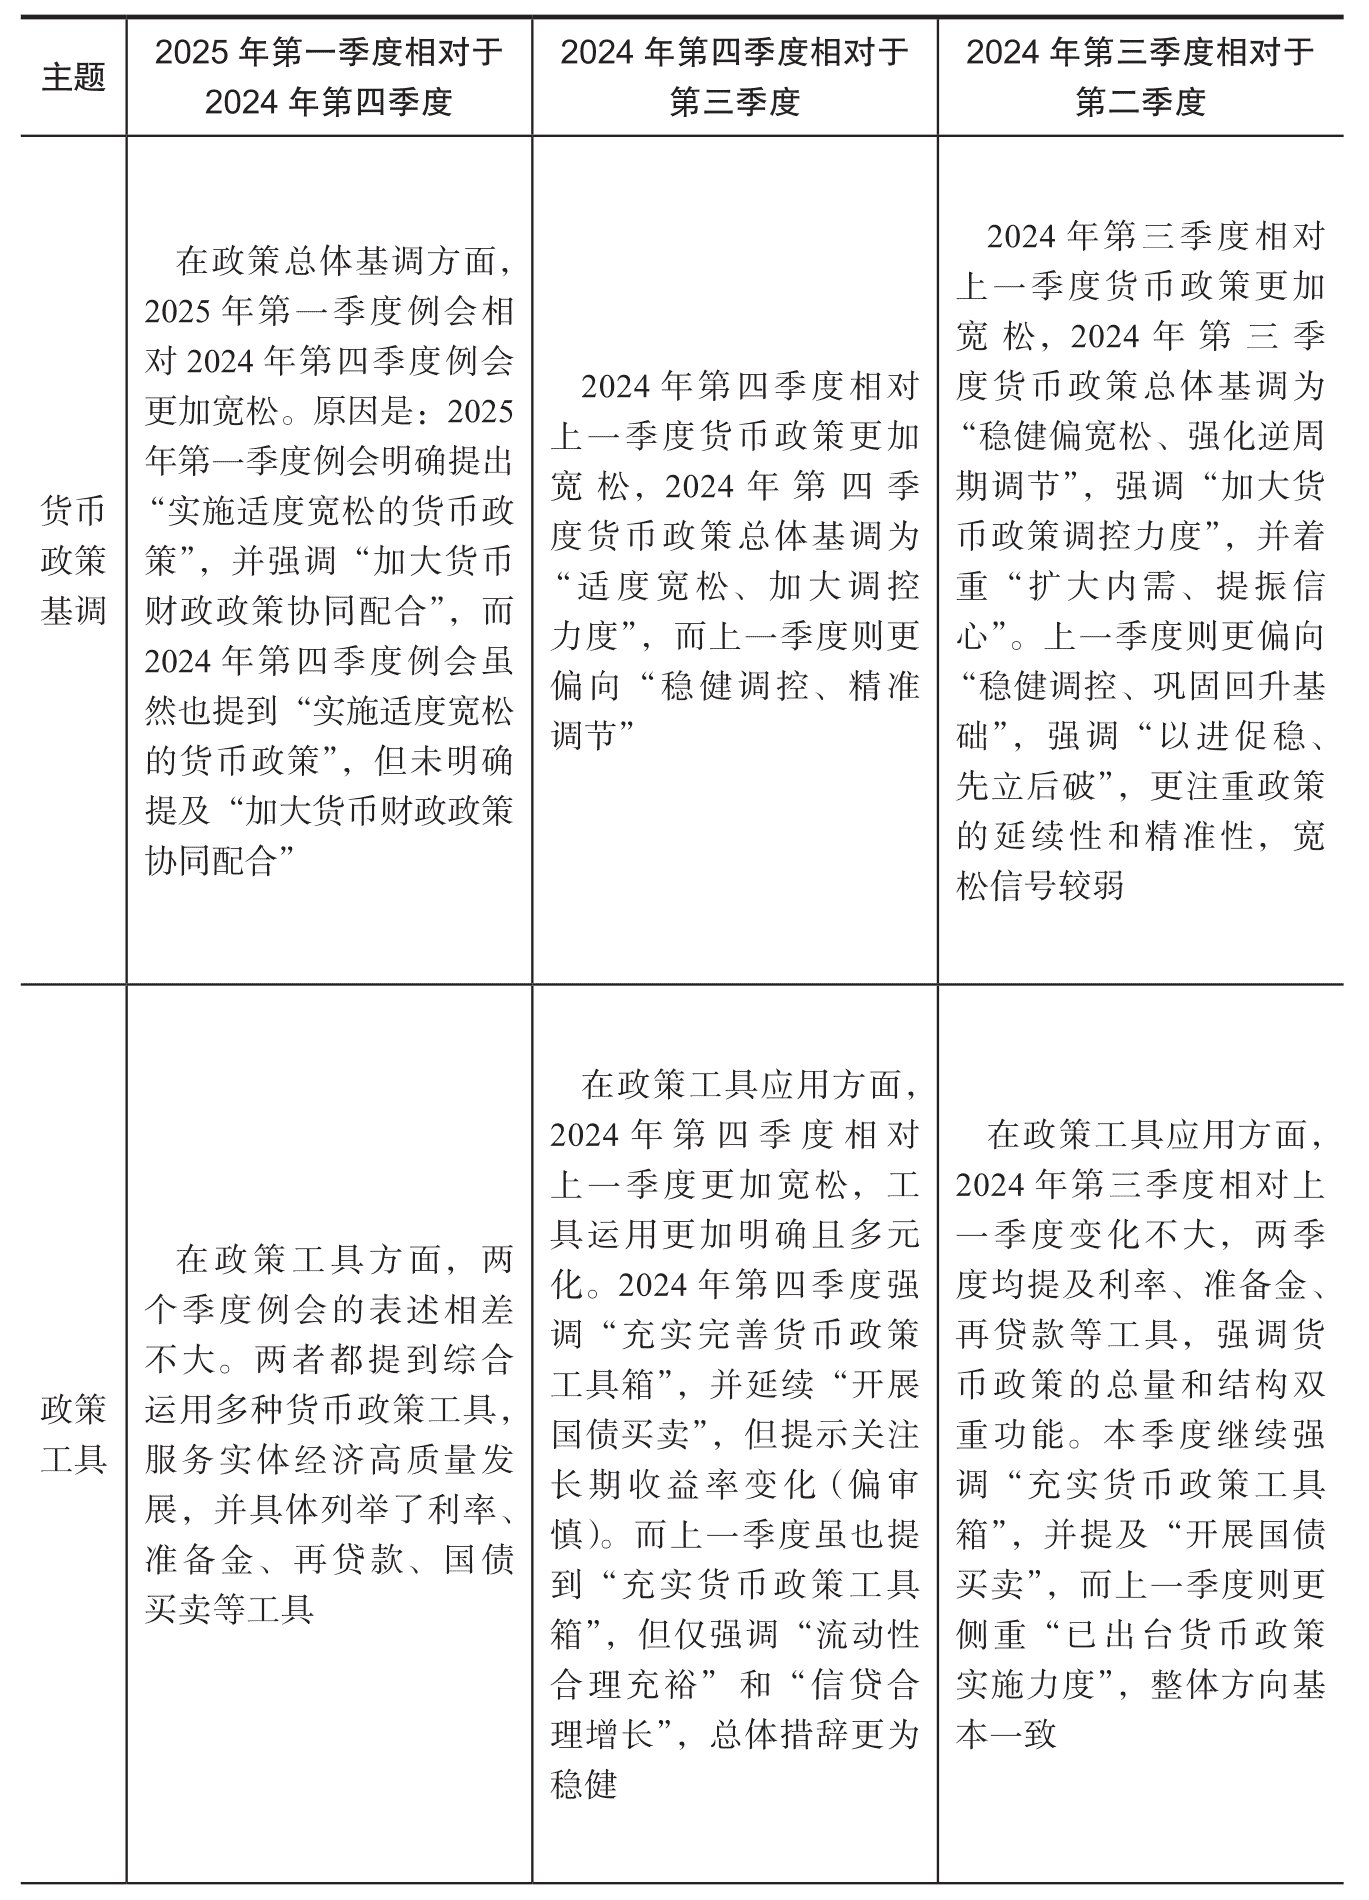 主题
2025 年第一季度相对于
2024 年第四季度
2024 年第四季度相对于
第三季度
2024 年第三季度相对于
第二季度
货币
政策
基调
在政策总体基调方面，
2025 年第一季度例会相
对 2024 年第四季度例会
更加宽松。原因是：2025
年第一季度例会明确提出
“实施适度宽松的货币政
策”，并强调“加大货币
财政政策协同配合”，而
2024 年第四季度例会虽
然也提到“实施适度宽松
的货币政策”，但未明确
提及“加大货币财政政策
协同配合”
2024 年第四季度相对
上一季度货币政策更加
宽松，2024 年第四季
度货币政策总体基调为
“适度宽松、加大调控
力度”，而上一季度则更
偏向“稳健调控、精准
调节”
2024 年第三季度相对
上一季度货币政策更加
宽松，2024 年第三季
度货币政策总体基调为
“稳健偏宽松、强化逆周
期调节”，强调“加大货
币政策调控力度”，并着
重“扩大内需、提振信
心”。上一季度则更偏向
“稳健调控、巩固回升基
础”，强调“以进促稳、
先立后破”，更注重政策
的延续性和精准性，宽
松信号较弱
政策
工具
在政策工具方面，两
个季度例会的表述相差
不大。两者都提到综合
运用多种货币政策工具，
服务实体经济高质量发
展，并具体列举了利率、
准备金、再贷款、国债
买卖等工具
在政策工具应用方面，
2024 年第四季度相对
上一季度更加宽松，工
具运用更加明确且多元
化。2024 年第四季度强
调“充实完善货币政策
工具箱”，并延续“开展
国债买卖”，但提示关注
长期收益率变化（偏审
慎）。而上一季度虽也提
到“充实货币政策工具
箱”，但仅强调“流动性
合理充裕”和“信贷合
理增长”，总体措辞更为
稳健
在政策工具应用方面，
2024 年第三季度相对上
一季度变化不大，两季
度均提及利率、准备金、
再贷款等工具，强调货
币政策的总量和结构双
重功能。本季度继续强
调“充实货币政策工具
箱”，并提及“开展国债
买卖”，而上一季度则更
侧重“已出台货币政策
实施力度”，整体方向基
本一致